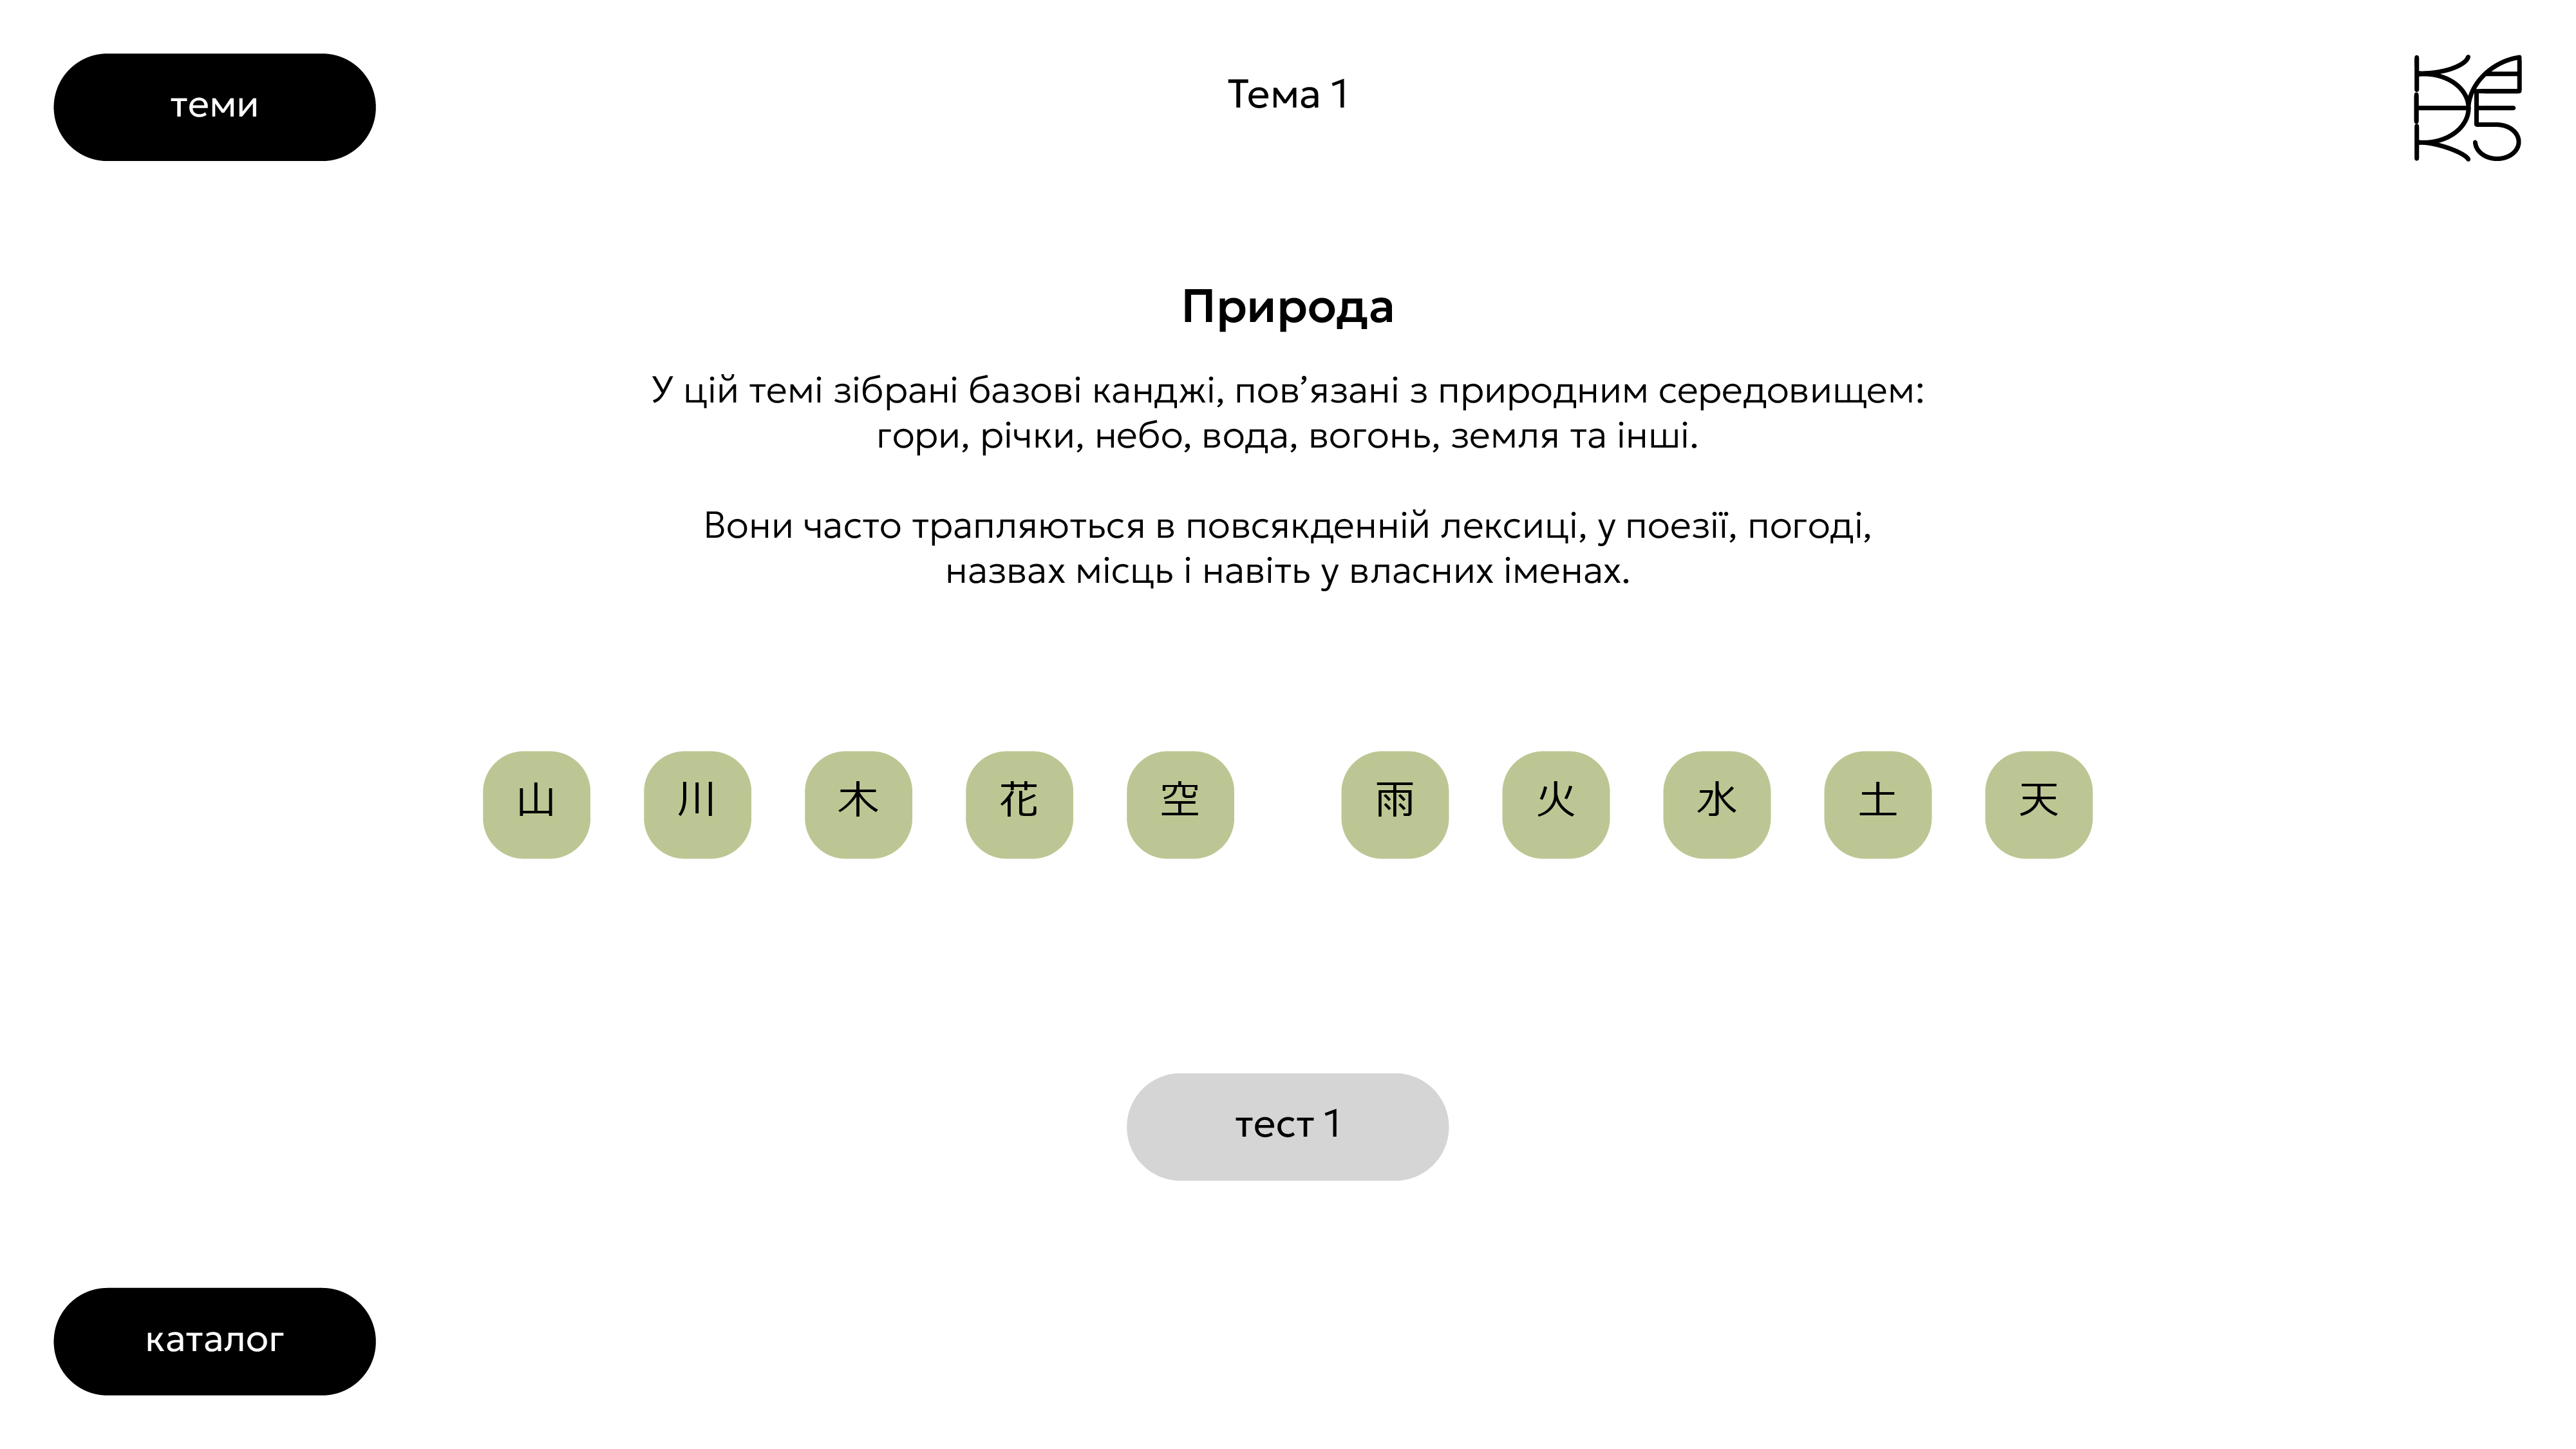 теми
Тема 1
Природа
У цій темі зібрані базові канджі, пов’язані з природним середовищем:
гори, річки, небо, вода, вогонь, земля та інші.
Вони часто трапляються в повсякденній лексиці, у поезії, погоді,
назвах місць і навіть у власних іменах.
山 川 木 花 空 雨 火 水 土 天
тест 1
каталог